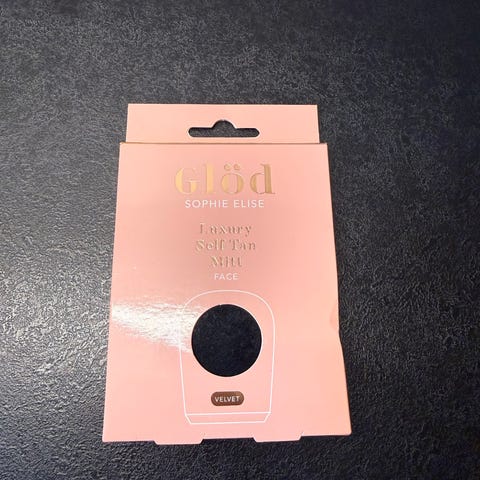 Glöd
SOPHIE ELISE
Luxury
Self Tan
Mitt
FACE
VELVET